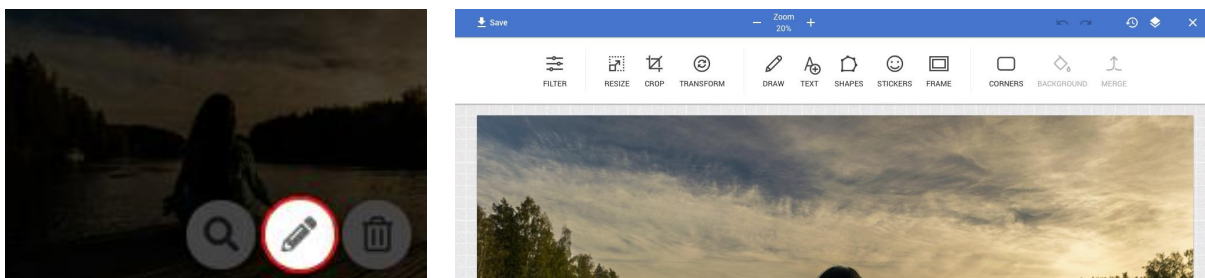 Save
Zoom
20%
FILTER
RESIZE
CROP
TRANSFORM
DRAW
TEXT
SHAPES
STICKERS
FRAME
CORNERS
BACKGROUND
MERGE